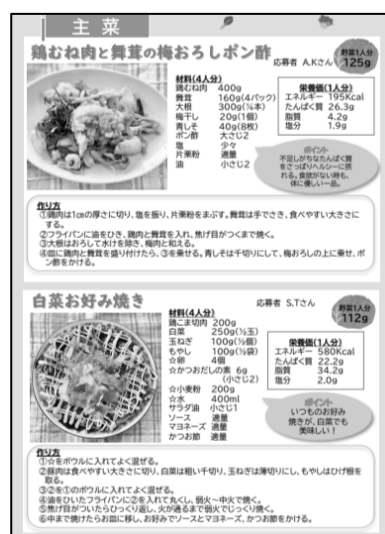 主 菜
鶏むね肉と舞茸の梅おろしポン酢
応募者 A.Kさん
野菜1人分
125g
材料(4人分)
鶏むね肉 400g
舞茸 160g(4パック)
大根 300g(¼本)
梅干し 20g(1個)
青しそ 40g(8枚)
ポン酢 大さじ2
塩 少々
片栗粉 適量
油 小さじ2
栄養価(1人分)
エネルギー 195Kcal
たんぱく質 26.3g
脂質 4.2g
塩分 1.9g
ポイント
不足しがちなたんぱく質
をさっぱりヘルシーに摂
れる。食欲がない時も、
体に優しい一品。
作り方
①鶏肉は1㎝の厚さに切り、塩を振り、片栗粉をまぶす。舞茸は手でさき、食べやすい大きさに
する。
②フライパンに油をひき、鶏肉と舞茸を入れ、焦げ目がつくまで焼く。
③大根はおろして水けを除き、梅肉と和える。
④皿に鶏肉と舞茸を盛り付けたら、③を乗せる。青しそは千切りにして、梅おろしの上に乗せ、ポ
ン酢をかける。
白菜お好み焼き
応募者 S.Tさん
野菜1人分
112g
材料(4人分)
鶏こま切肉 200g
白菜 250g(⅛玉)
玉ねぎ 100g(½個)
もやし 100g(½袋)
☆卵 4個
☆かつおだしの素 6g
(小さじ2)
☆小麦粉 200g
☆水 400ml
サラダ油 小さじ1
ソース 適量
マヨネーズ 適量
かつお節 適量
栄養価(1人分)
エネルギー 580Kcal
たんぱく質 22.2g
脂質 34.2g
塩分 2.0g
ポイント
いつものお好み
焼きが、白菜でも
美味しい!
作り方
①☆をボウルに入れてよく混ぜる。
②豚肉は食べやすい大きさに切り、白菜は粗い千切り、玉ねぎは薄切りにし、もやしはひげ根を
取る。
③②を①のボウルに入れてよく混ぜる。
④油をひいたフライパンに②を入れて丸くし、弱火~中火で焼く。
⑤焦げ目がついたらひっくり返し、火が通るまで弱火でじっくり焼く。
⑥中まで焼けたらお皿に移し、お好みでソースとマヨネーズ、かつお節をかける。